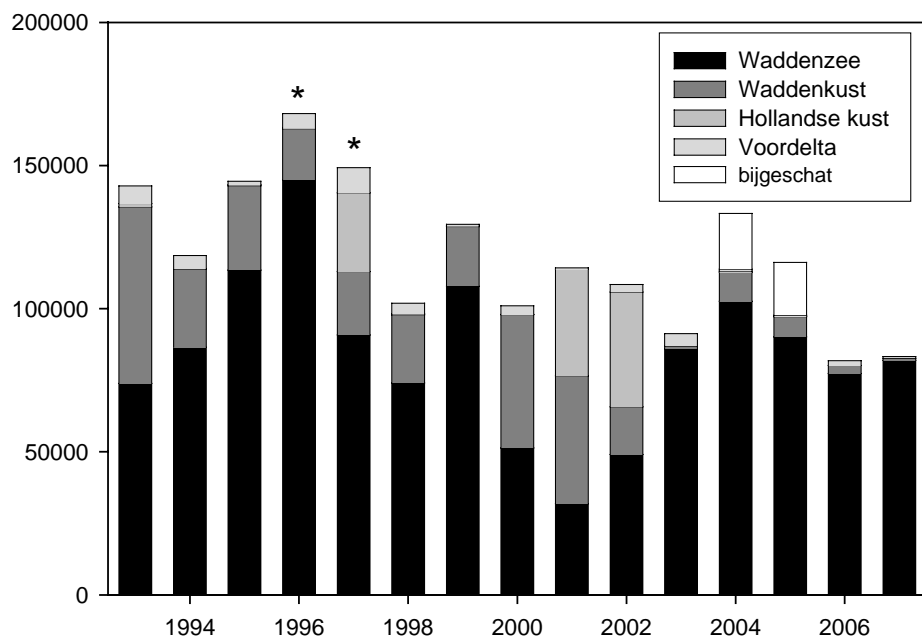 200000
150000
100000
50000
0
*
*
Waddenzee
Waddenkust
Hollandse kust
Voordelta
bijgeschat
1994 1996 1998 2000 2002 2004 2006